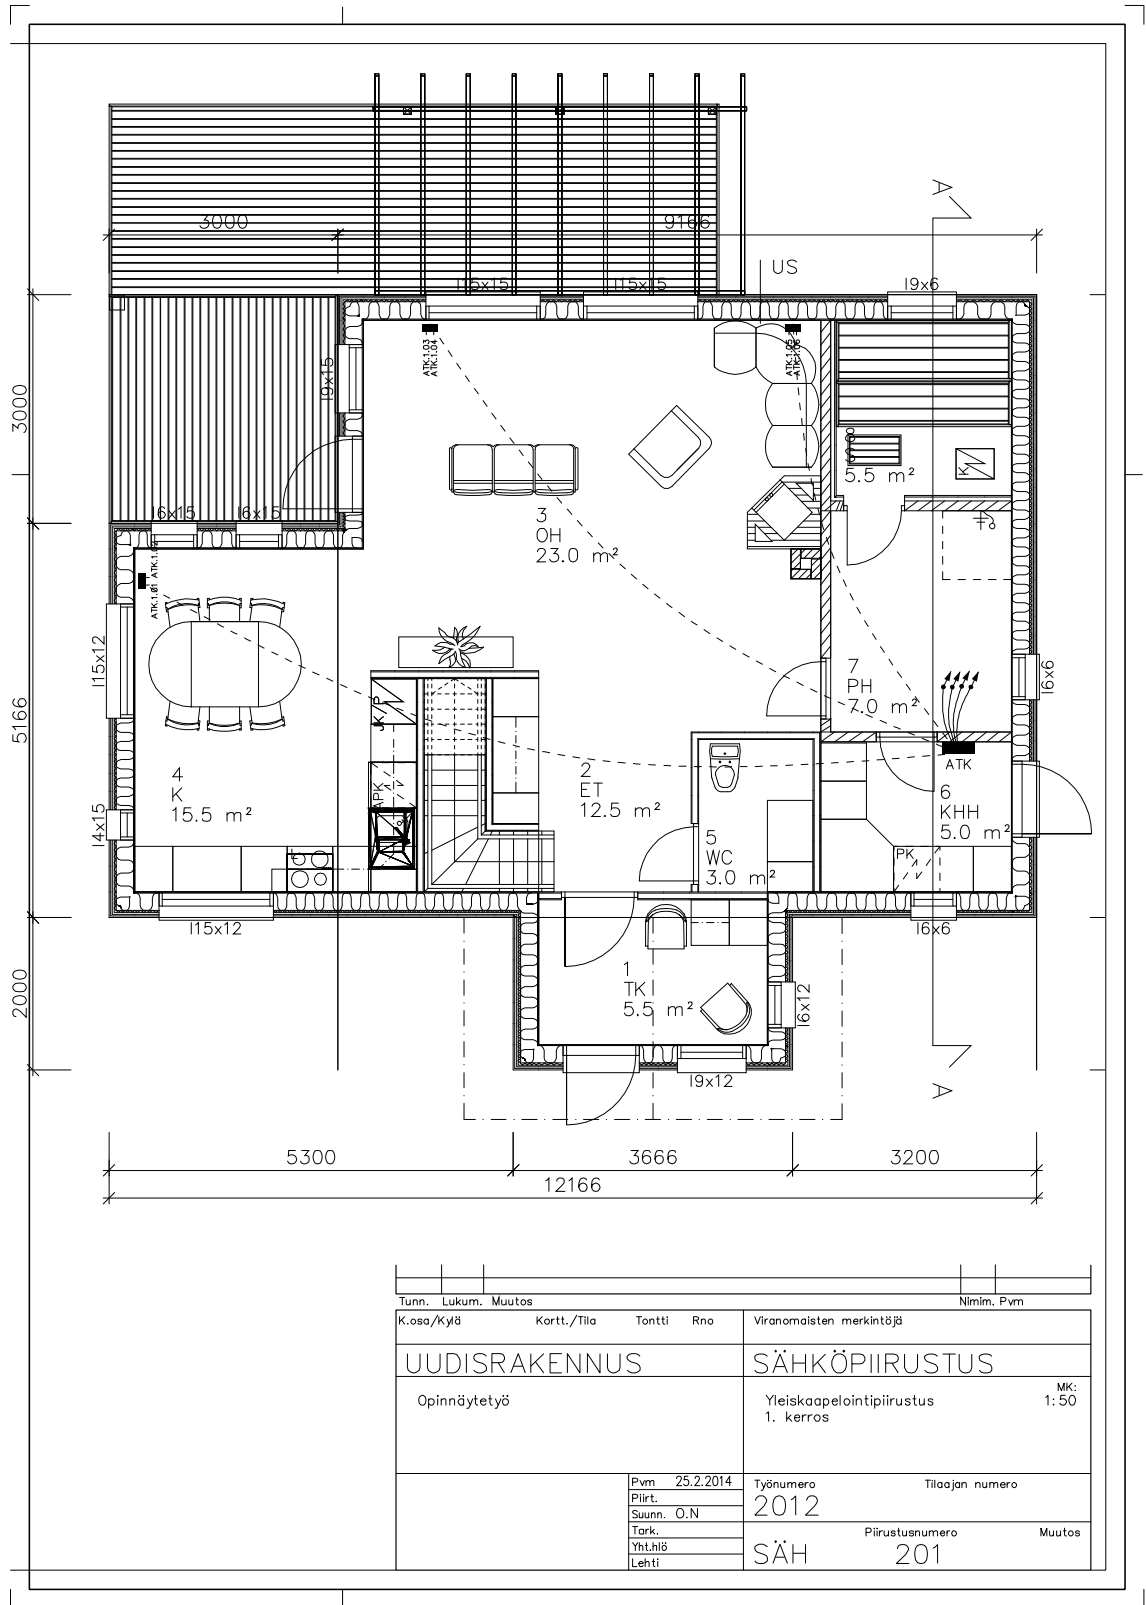 A
3000
9166
US
I15x15
I15x15
I9x6
ATK.1.03
ATK.1.04
ATK.1.05
ATK.1.06
I9x15
3000
K
5.5 m²
I6x15
I6x15
3
OH
23.0 m²
ATK.1.01
ATK.1.02
I15x12
I6x6
7
PH
7.0 m²
JK/P
5166
ATK
4
K
15.5 m²
APK
2
ET
12.5 m²
6
KHH
5.0 m²
I4x15
5
WC
3.0 m²
PK
I15x12
I6x6
1
TK
5.5 m²
2000
I6x12
I9x12
A
5300
3666
3200
12166
Tunn. Lukum. Muutos Nimim. Pvm
K.osa/Kylä Kortt./Tila Tontti Rno Viranomaisten merkintöjä
UUDISRAKENNUS SÄHKÖPIIRUSTUS
Opinnäytetyö Yleiskaapelointipiirustus MK:
1. kerros 1:50
Pvm 25.2.2014 Työnumero Tilaajan numero
Piirt. 2012
Suunn. O.N
Tark. Piirustusnumero Muutos
Yht.hlö SÄH 201
Lehti